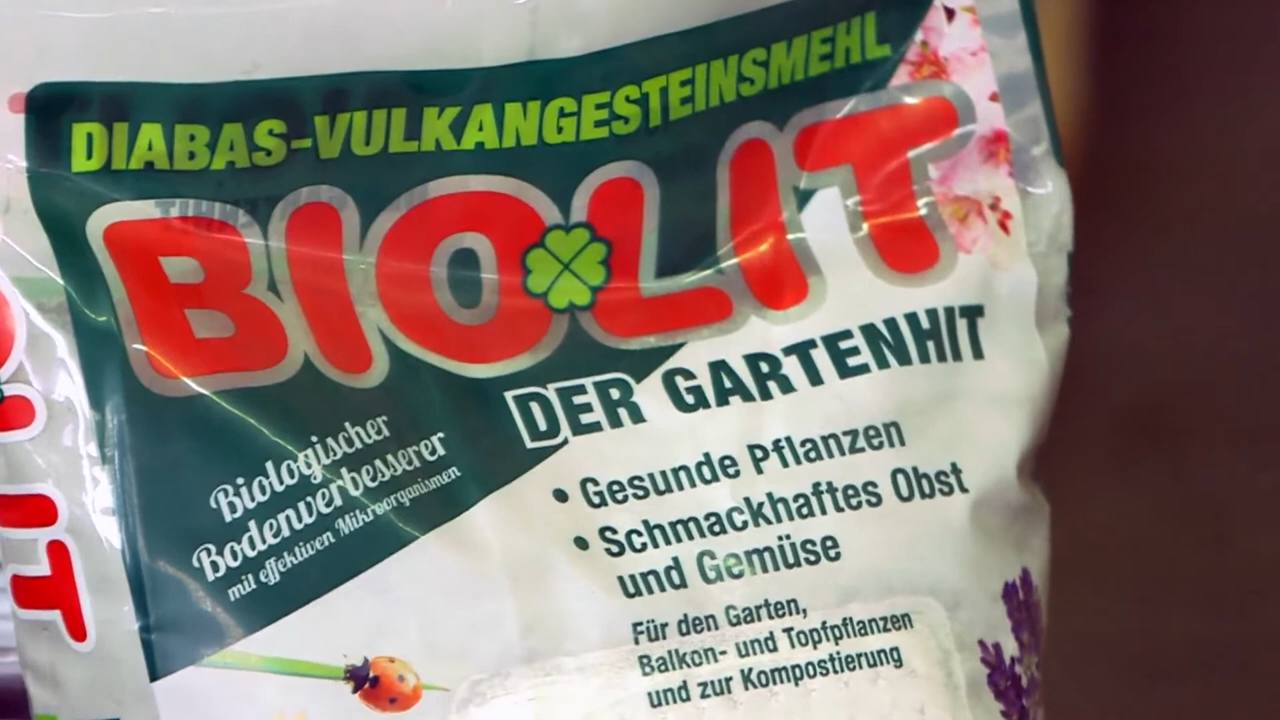 DIABAS-VULKANGESTEINSMEHL
BIOLIT
DER GARTENHIT
Biologischer
Bodenverbesserer
mit effektiven Mikroorganismen
• Gesunde Pflanzen
• Schmackhaftes Obst
und Gemüse
Für den Garten,
Balkon- und Topfpflanzen
und zur Kompostierung